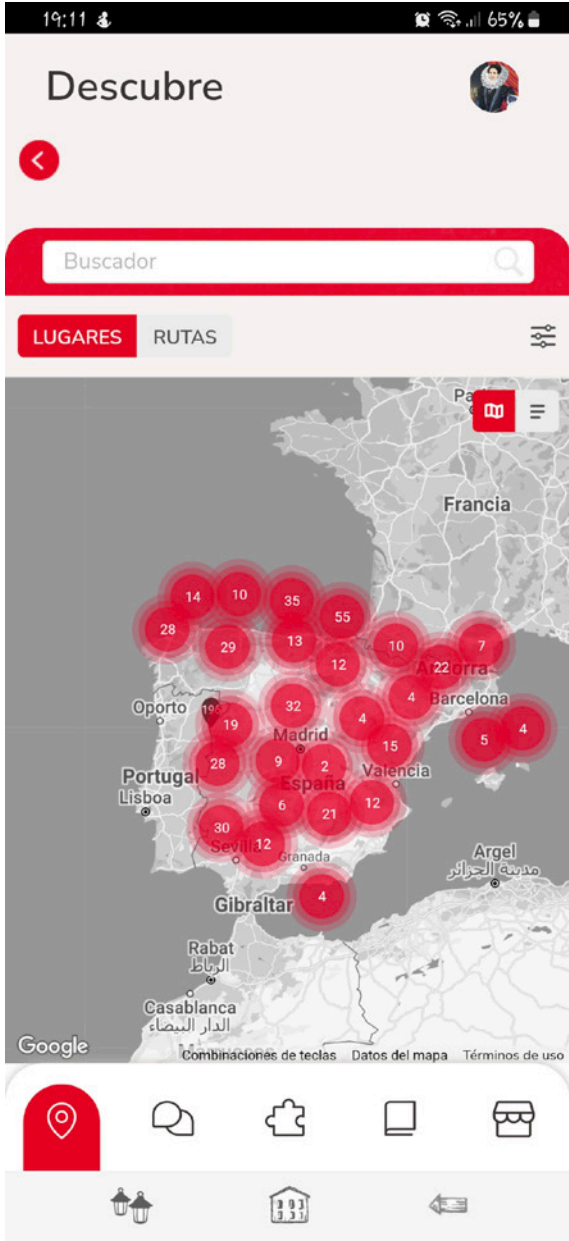 19:11 65%
Descubre
Buscador
LUGARES RUTAS
Francia
14 10 35
55
28 29 13 10 7
12 22
Andorra
4 Barcelona
Oporto 32
19 4 4
Madrid 5
15
28 9 2 Valencia
Portugal España
Lisboa 6 12
21
30 12
Sevilla Granada
Argel
مدينة الجزائر
4
Gibraltar
Rabat
الرباط
Casablanca
الدار البيضاء
Google
Marruecos
Combinaciones de teclas Datos del mapa Términos de uso